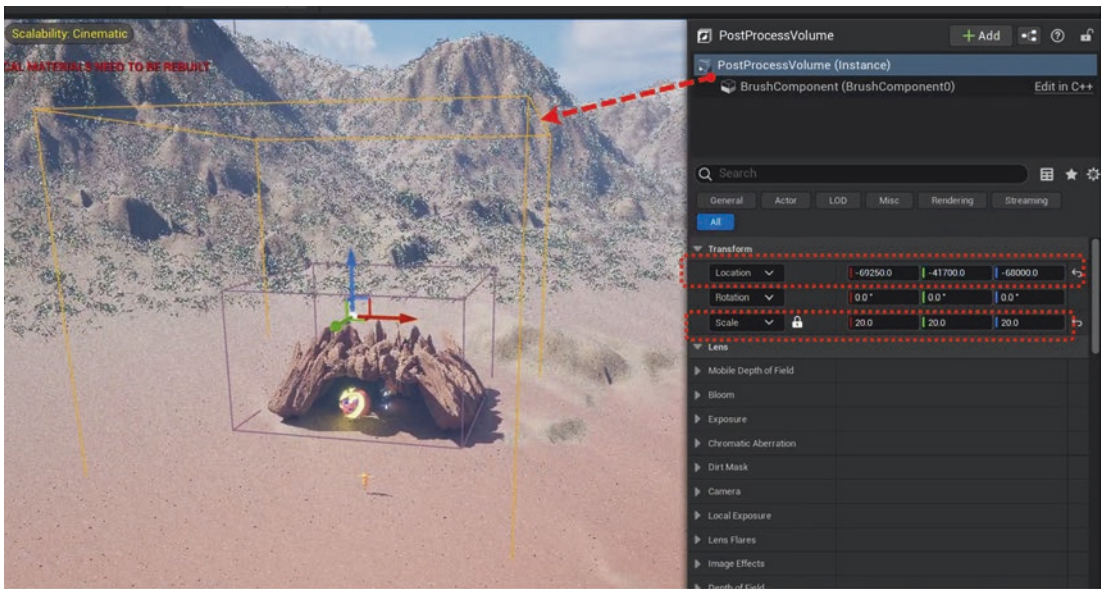 Scalability: Cinematic
CAL MATERIALS NEED TO BE REBUILT
PostProcessVolume
+ Add
PostProcessVolume (Instance)
BrushComponent (BrushComponent0) Edit in C++
Search
General Actor LOD Misc Rendering Streaming
All
Transform
Location -69250.0 -41700.0 -68000.0
Rotation 0.0° 0.0° 0.0°
Scale 20.0 20.0 20.0
Lens
Mobile Depth of Field
Bloom
Exposure
Chromatic Aberration
Dirt Mask
Camera
Local Exposure
Lens Flares
Image Effects
Depth of Field